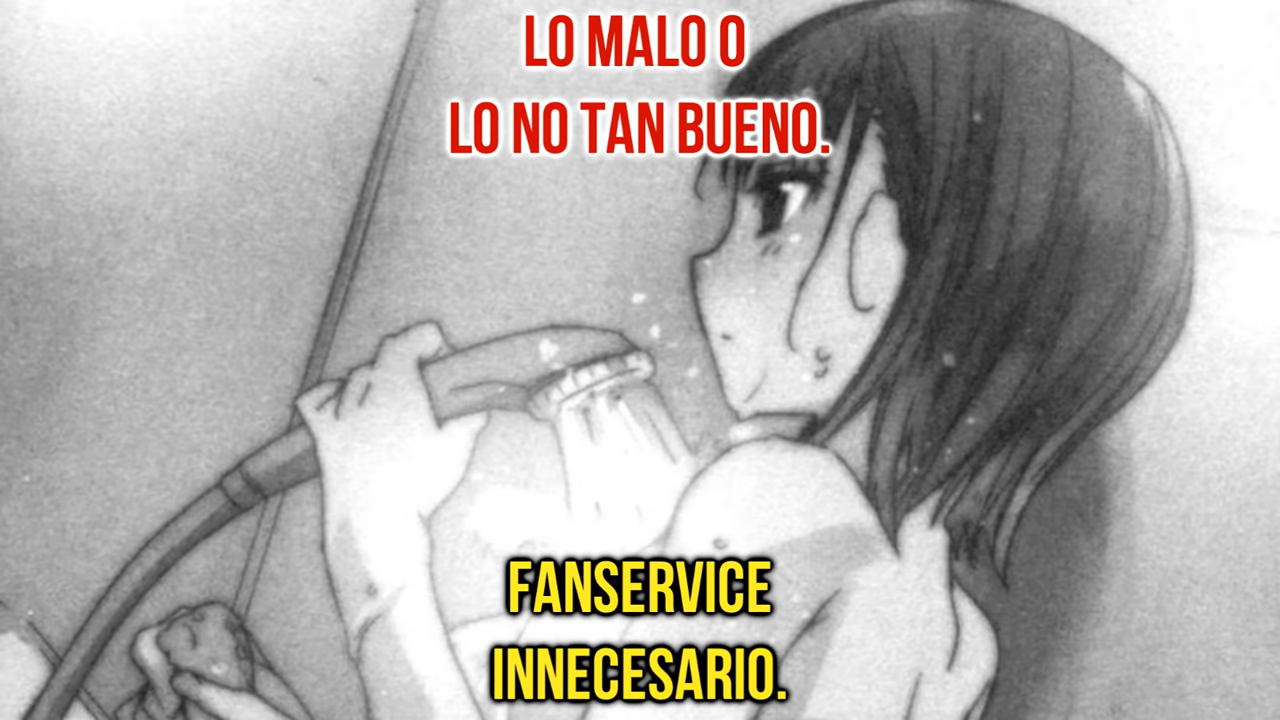 LO MALO O
LO NO TAN BUENO.
FANSERVICE
INNECESARIO.